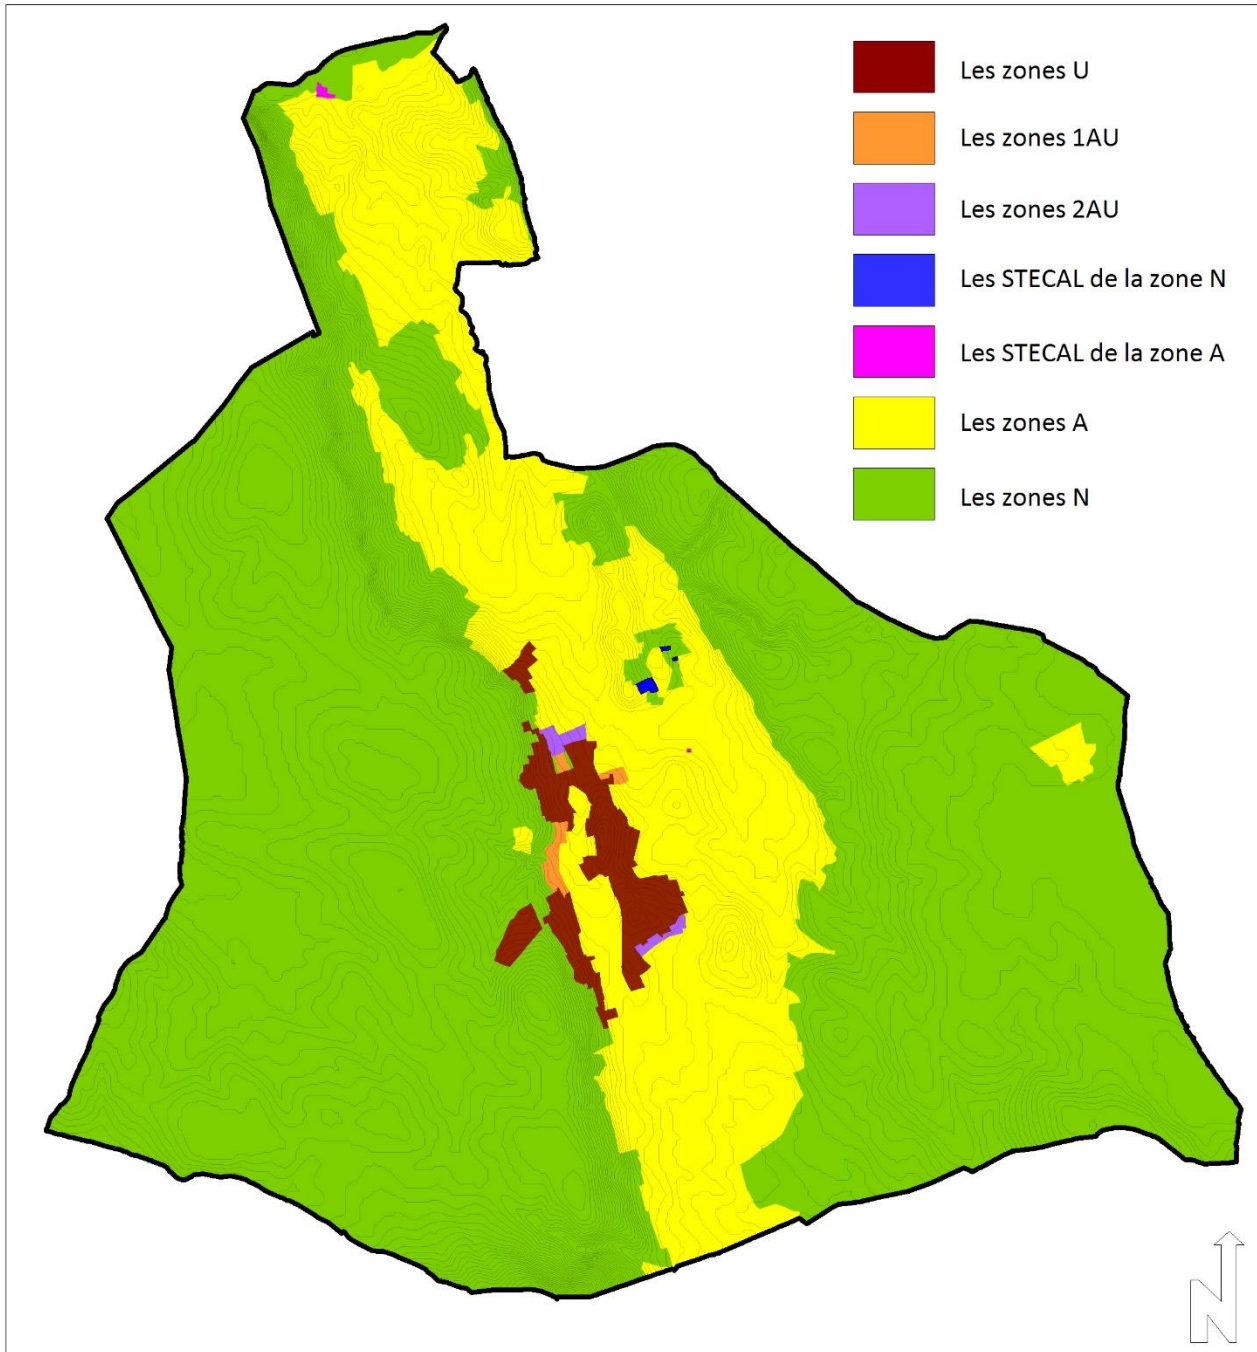 Les zones U
Les zones 1AU
Les zones 2AU
Les STECAL de la zone N
Les STECAL de la zone A
Les zones A
Les zones N
N